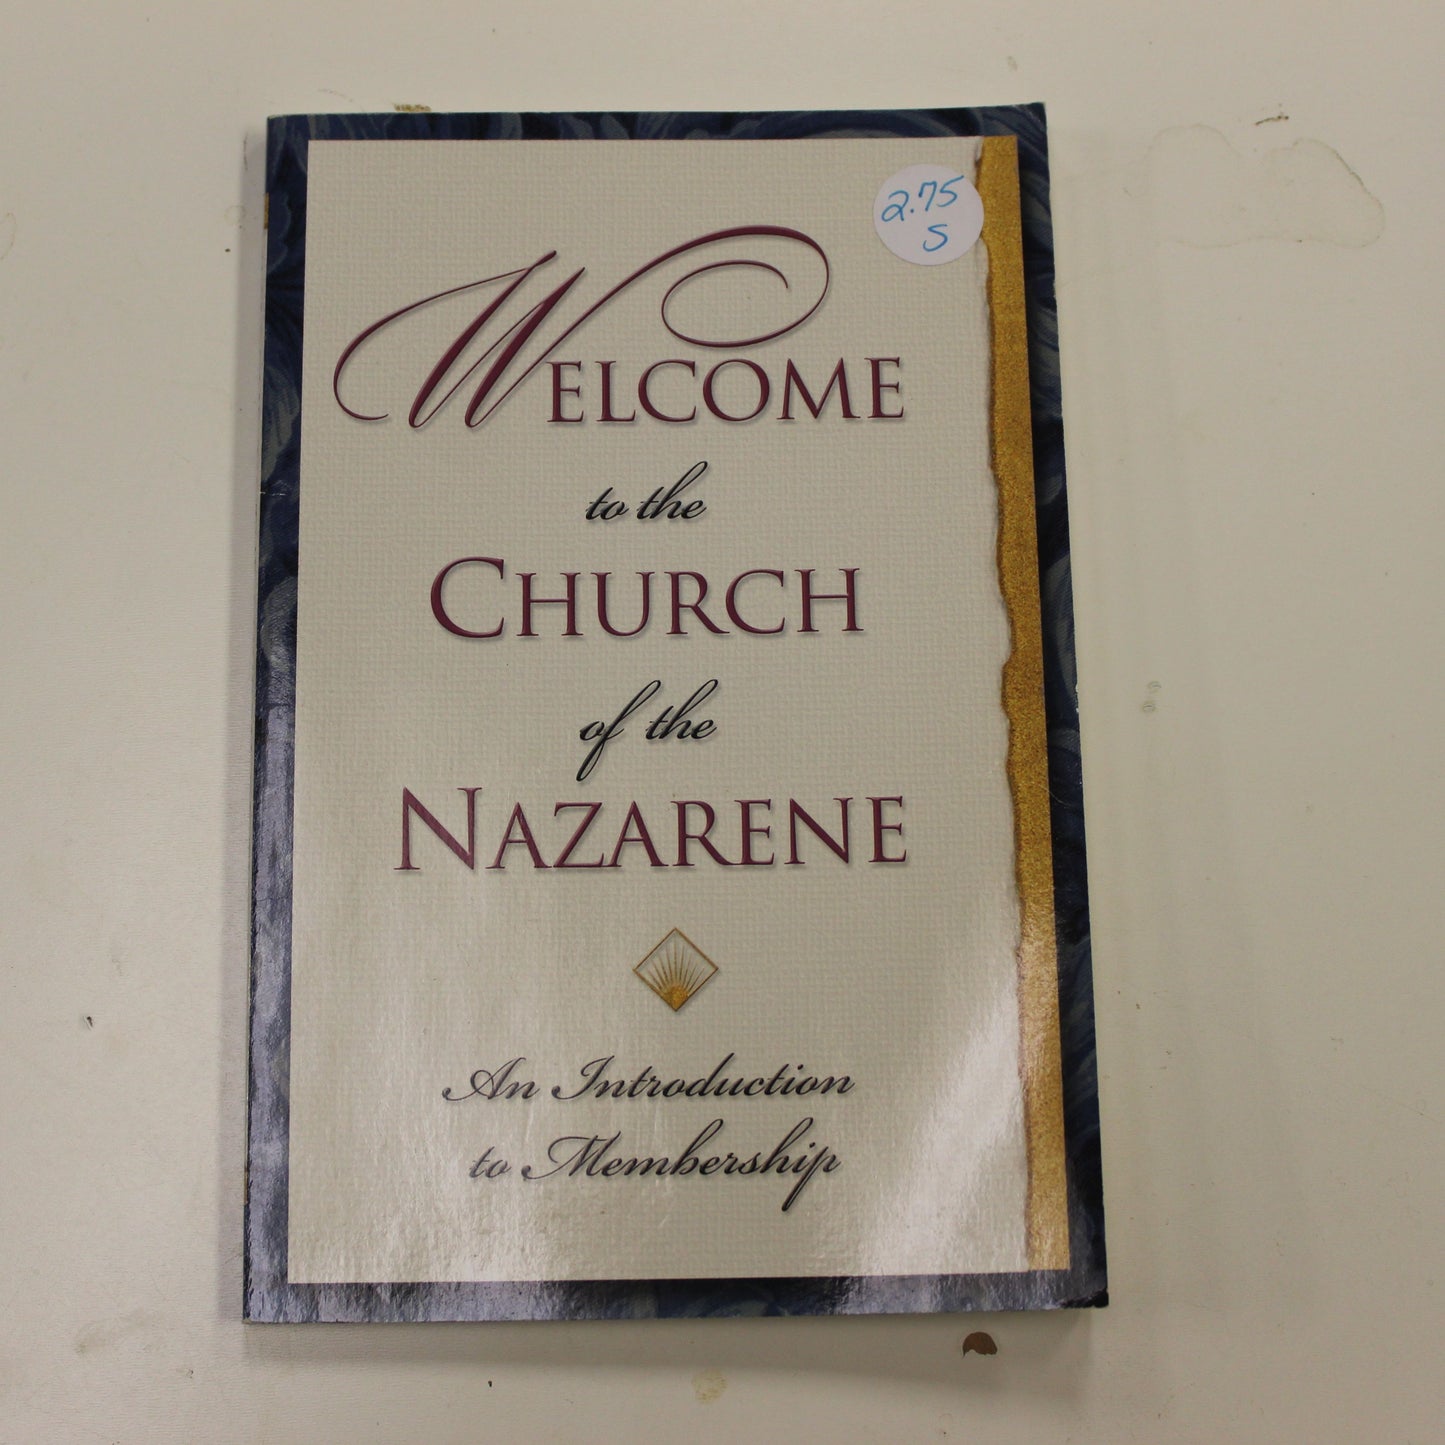 2.75
S
WELCOME
to the
CHURCH
of the
NAZARENE
An Introduction
to Membership